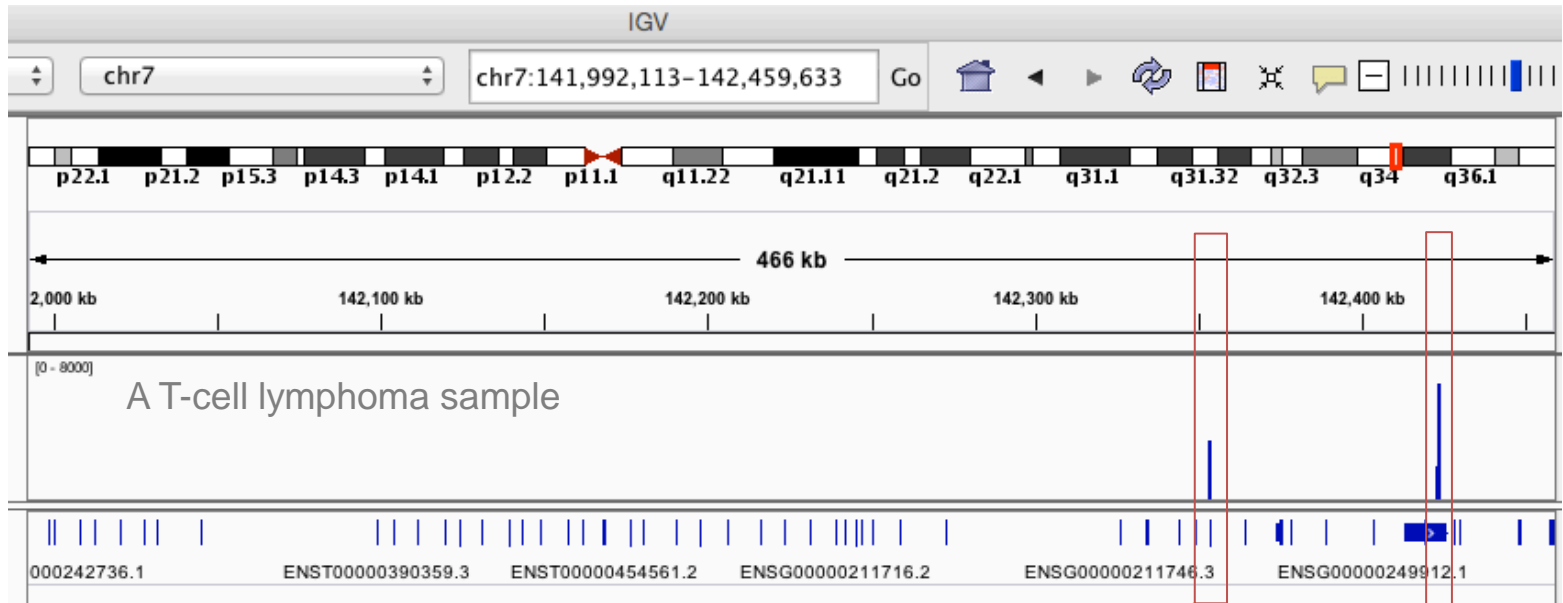 IGV
chr7 chr7:141,992,113-142,459,633 Go
p22.1 p21.2 p15.3 p14.3 p14.1 p12.2 p11.1 q11.22 q21.11 q21.2 q22.1 q31.1 q31.32 q32.3 q34 q36.1
466 kb
2,000 kb 142,100 kb 142,200 kb 142,300 kb 142,400 kb
[0 - 8000]
A T-cell lymphoma sample
000242736.1 ENST00000390359.3 ENST00000454561.2 ENSG00000211716.2 ENSG00000211746.3 ENSG00000249912.1